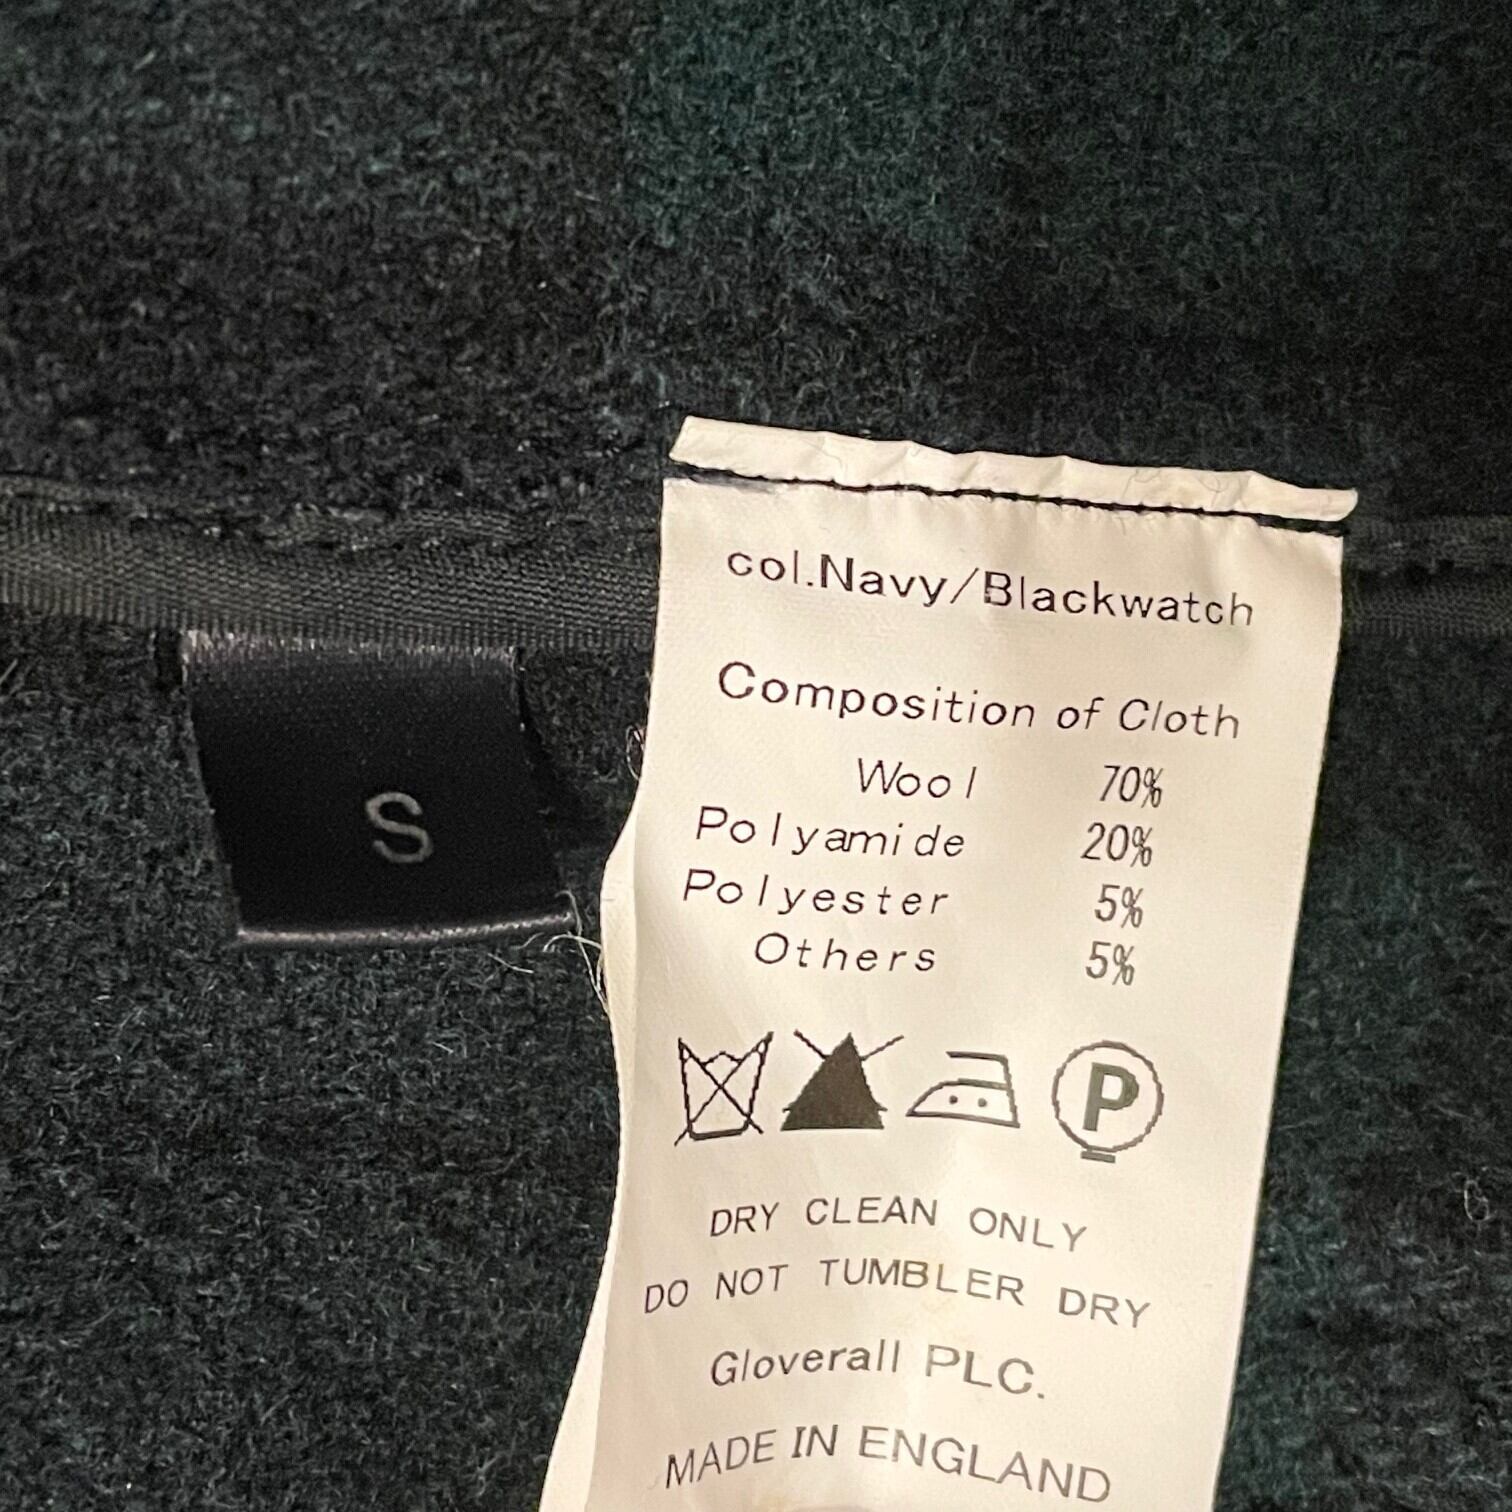 S
col.Navy/Blackwatch
Composition of Cloth
Wool 70%
Polyamide 20%
Polyester 5%
Others 5%
P
DRY CLEAN ONLY
DO NOT TUMBLER DRY
Gloverall PLC.
MADE IN ENGLAND